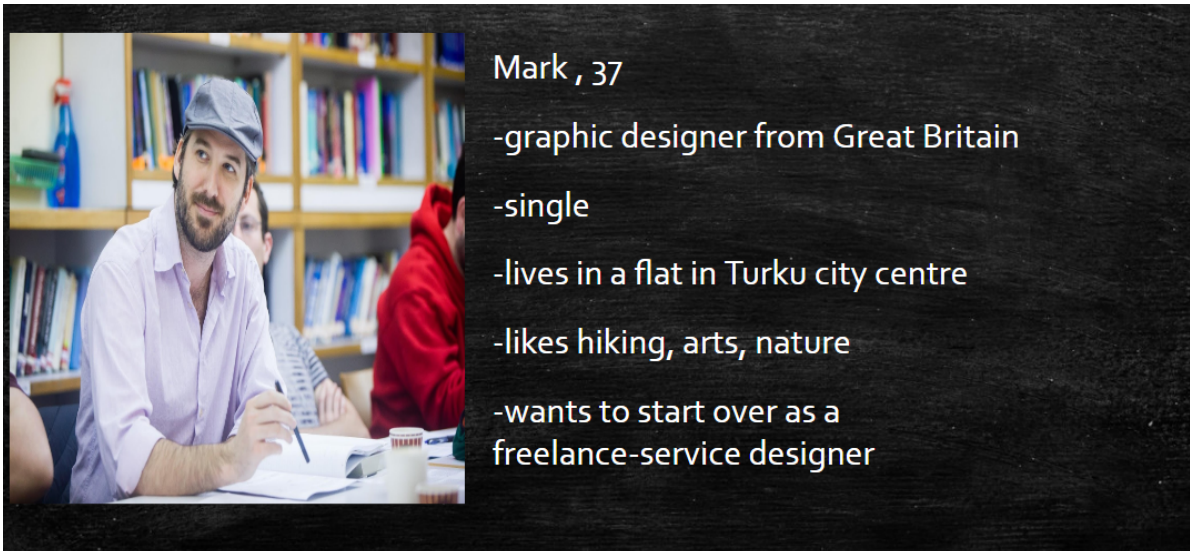 Mark , 37
-graphic designer from Great Britain
-single
-lives in a flat in Turku city centre
-likes hiking, arts, nature
-wants to start over as a
freelance-service designer